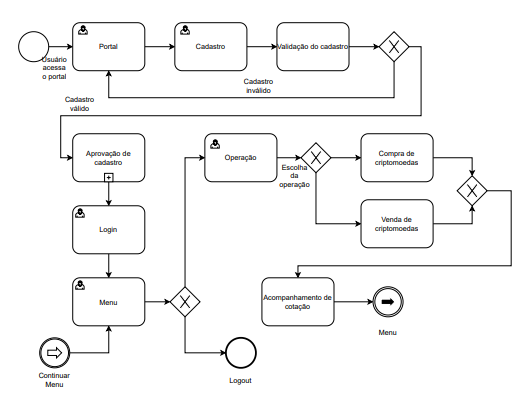 Usuário
acessa
o portal
Portal
Cadastro
Validação do cadastro
Cadastro
inválido
Cadastro
válido
Aprovação de
cadastro
Operação
Escolha
da
operação
Compra de
criptomoedas
Login
Venda de
criptomoedas
Menu
Acompanhamento de
cotação
Menu
Continuar
Menu
Logout